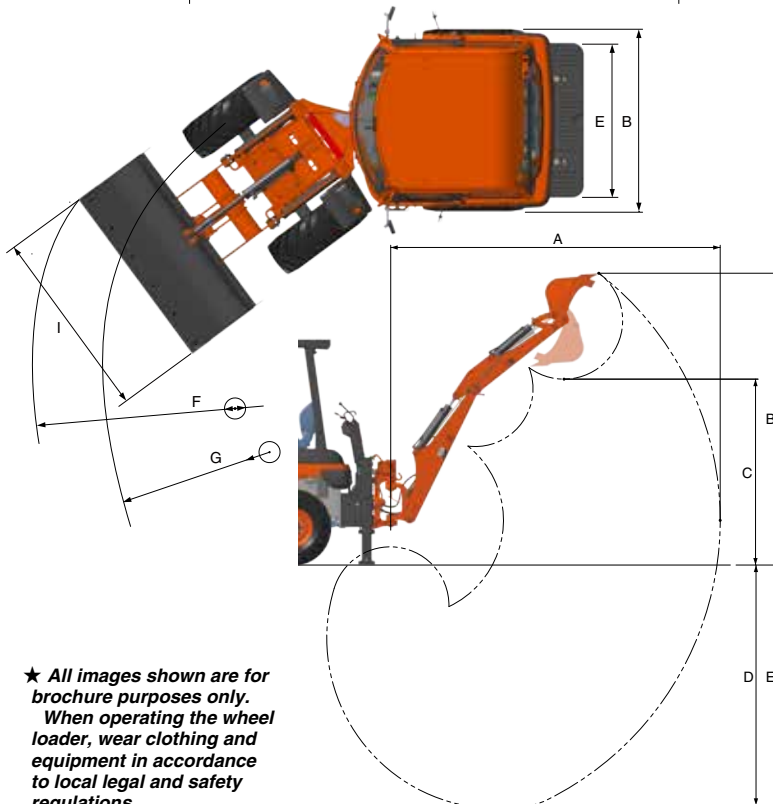 E
B
A
I
F
B
C
G
D
E
★ All images shown are for
brochure purposes only.
When operating the wheel
loader, wear clothing and
equipment in accordance
to local legal and safety
regulations